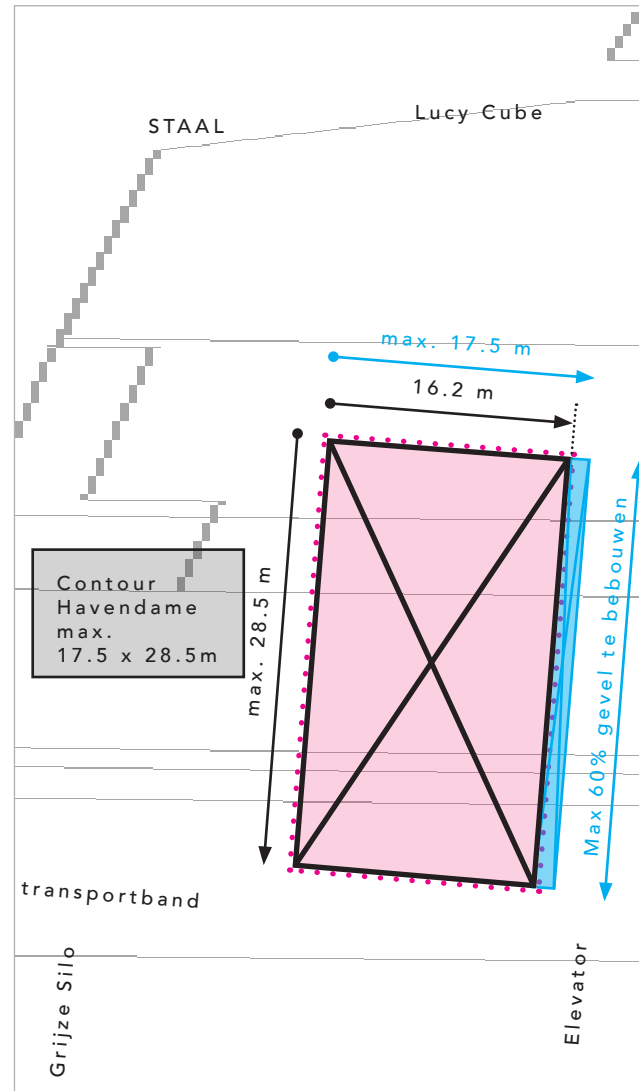 Lucy Cube
STAAL
max. 17.5 m
16.2 m
max. 28.5 m
Contour
Havendame
max.
17.5 x 28.5m
Max 60% gevel te bebouwen
transportband
Grijze Silo
Elevator